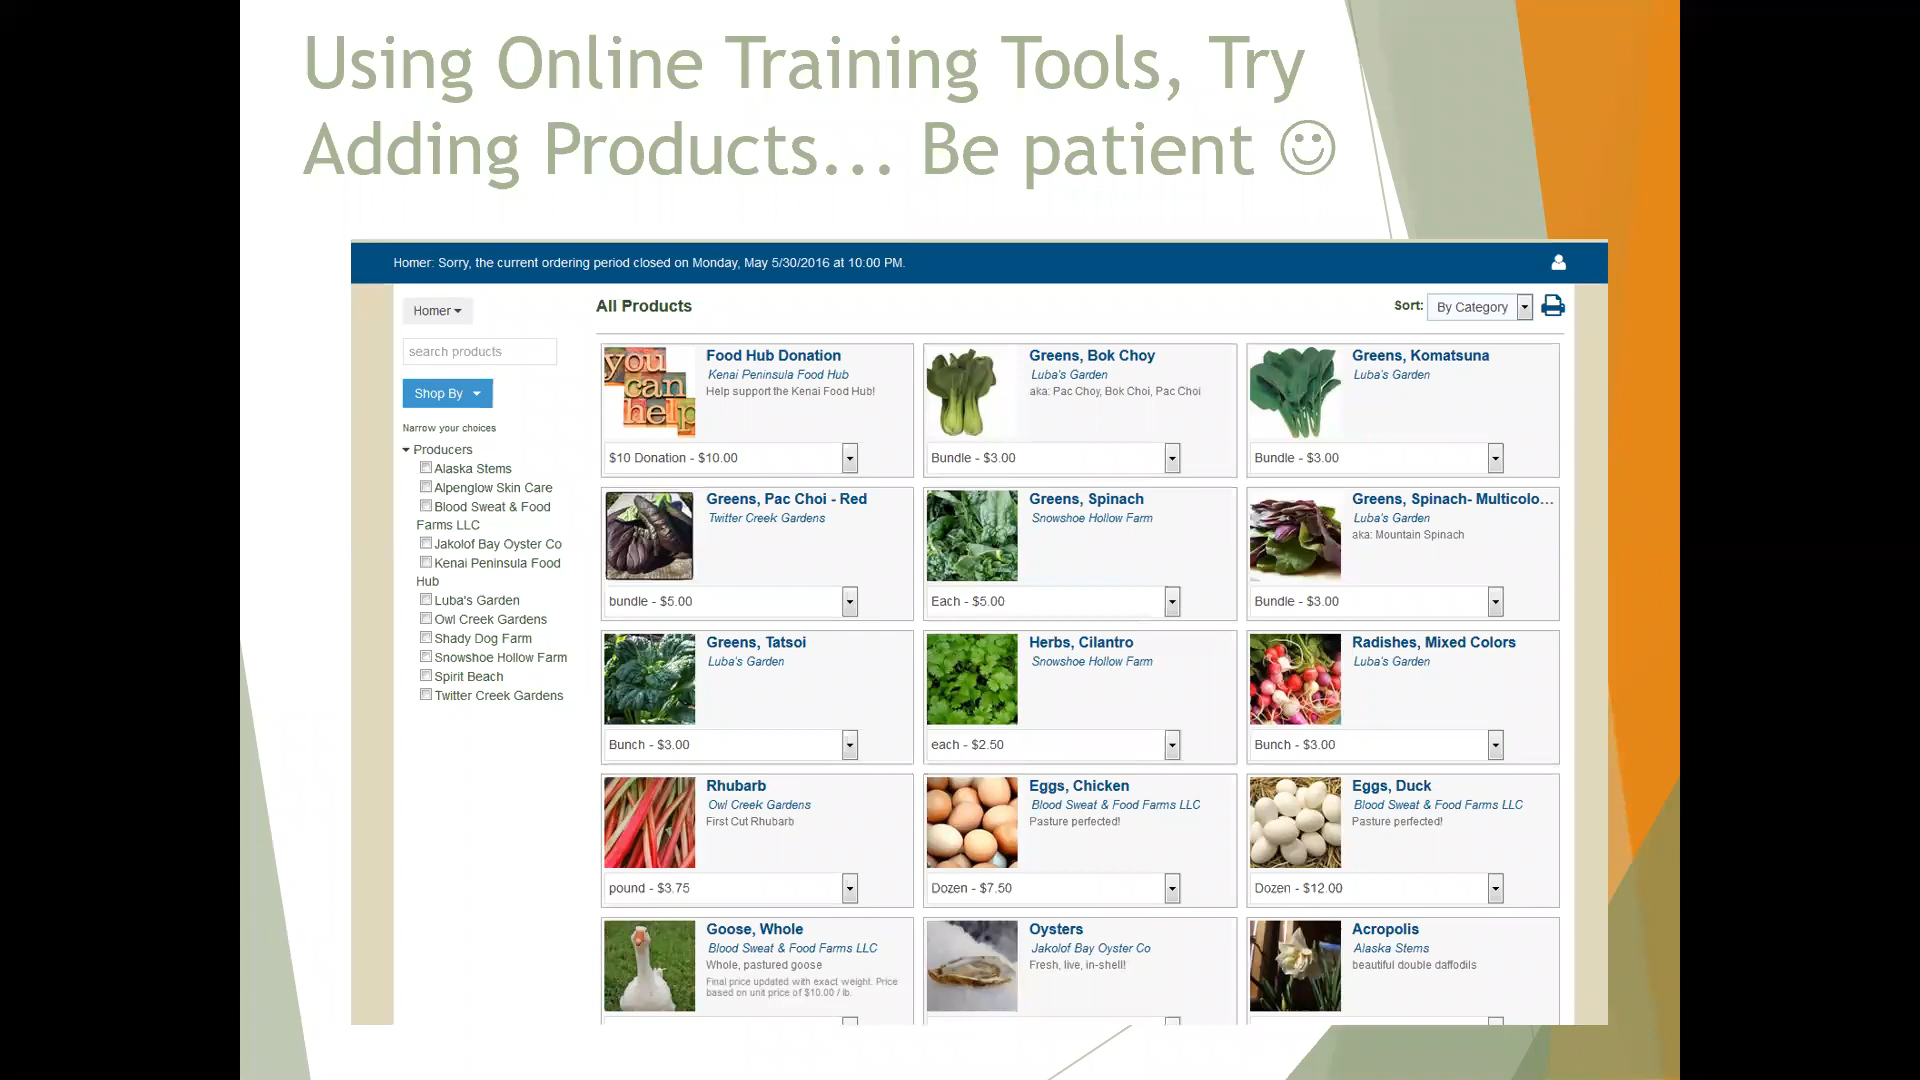 Using Online Training Tools, Try
Adding Products... Be patient ☺
Homer: Sorry, the current ordering period closed on Monday, May 5/30/2016 at 10:00 PM.
Homer
search products
Shop By
Narrow your choices
Producers
Alaska Stems
Alpenglow Skin Care
Blood Sweat & Food
Farms LLC
Jakolof Bay Oyster Co
Kenai Peninsula Food
Hub
Luba's Garden
Owl Creek Gardens
Shady Dog Farm
Snowshoe Hollow Farm
Spirit Beach
Twitter Creek Gardens
All Products
Sort: By Category
you
can
help
Food Hub Donation
Kenai Peninsula Food Hub
Help support the Kenai Food Hub!
$10 Donation - $10.00
Greens, Bok Choy
Luba's Garden
aka: Pac Choy, Bok Choi, Pac Choi
Bundle - $3.00
Greens, Komatsuna
Luba's Garden
Bundle - $3.00
Greens, Pac Choi - Red
Twitter Creek Gardens
bundle - $5.00
Greens, Spinach
Snowshoe Hollow Farm
Each - $5.00
Greens, Spinach- Multicolo...
Luba's Garden
aka: Mountain Spinach
Bundle - $3.00
Greens, Tatsoi
Luba's Garden
Bunch - $3.00
Herbs, Cilantro
Snowshoe Hollow Farm
each - $2.50
Radishes, Mixed Colors
Luba's Garden
Bunch - $3.00
Rhubarb
Owl Creek Gardens
First Cut Rhubarb
pound - $3.75
Eggs, Chicken
Blood Sweat & Food Farms LLC
Pasture perfected!
Dozen - $7.50
Eggs, Duck
Blood Sweat & Food Farms LLC
Pasture perfected!
Dozen - $12.00
Goose, Whole
Blood Sweat & Food Farms LLC
Whole, pastured goose
Final price updated with exact weight. Price
based on unit price of $10.00 / lb.
Oysters
Jakolof Bay Oyster Co
Fresh, live, in-shell!
Acropolis
Alaska Stems
beautiful double daffodils